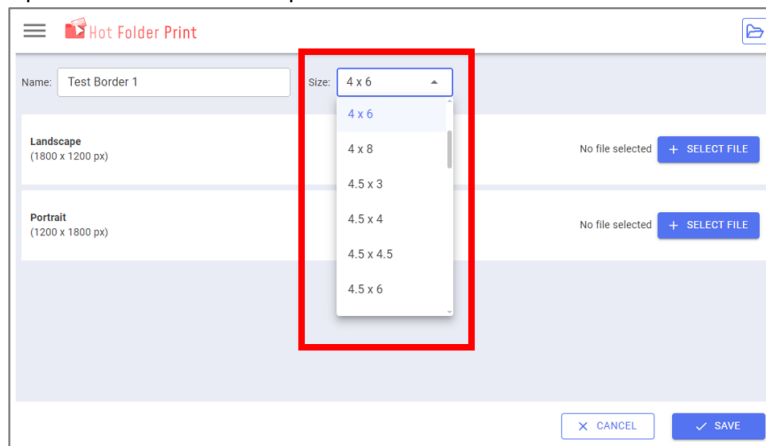 Hot Folder Print
Name: Test Border 1 Size: 4 x 6
4 x 6
4 x 8
4.5 x 3
4.5 x 4
4.5 x 4.5
4.5 x 6
Landscape
(1800 x 1200 px)
No file selected + SELECT FILE
Portrait
(1200 x 1800 px)
No file selected + SELECT FILE
CANCEL SAVE